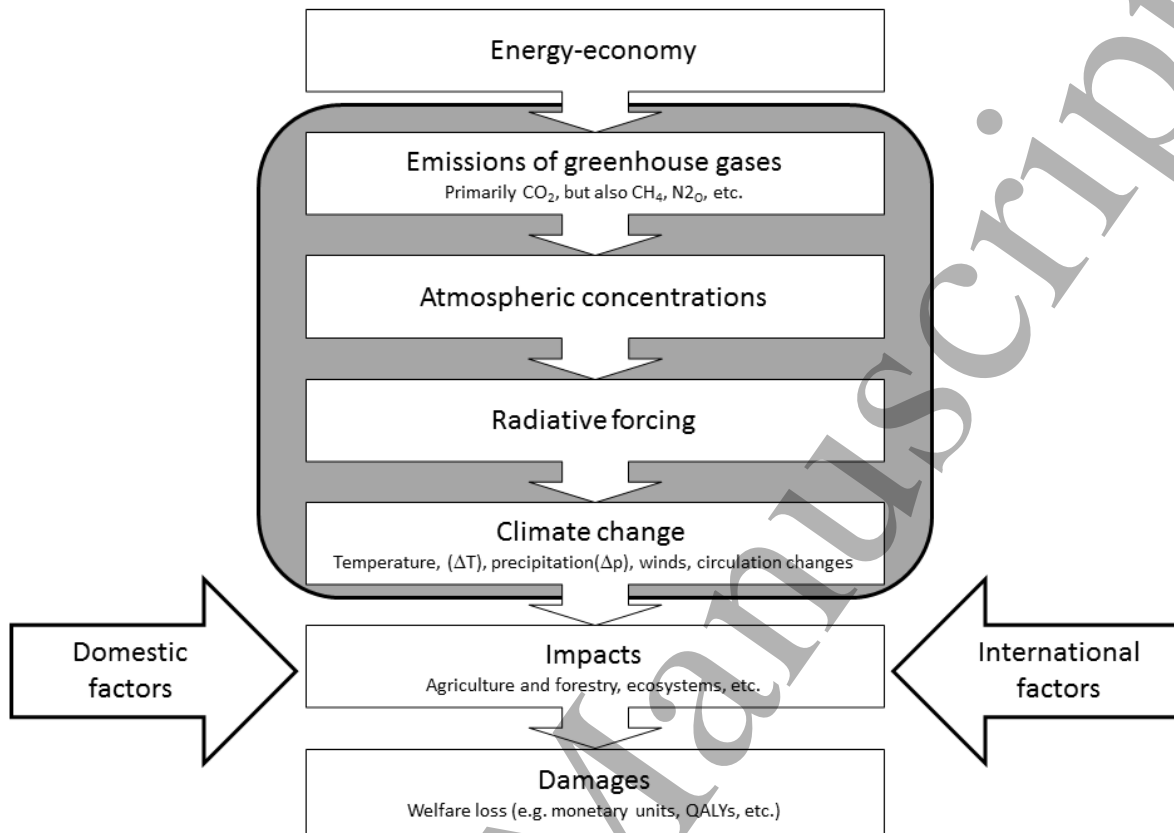 Energy-economy
Emissions of greenhouse gases
Primarily CO₂, but also CH₄, N2ₒ, etc.
Atmospheric concentrations
Radiative forcing
Climate change
Temperature, (ΔT), precipitation(Δp), winds, circulation changes
Domestic
factors
Impacts
Agriculture and forestry, ecosystems, etc.
International
factors
Damages
Welfare loss (e.g. monetary units, QALYs, etc.)
Manuscrip